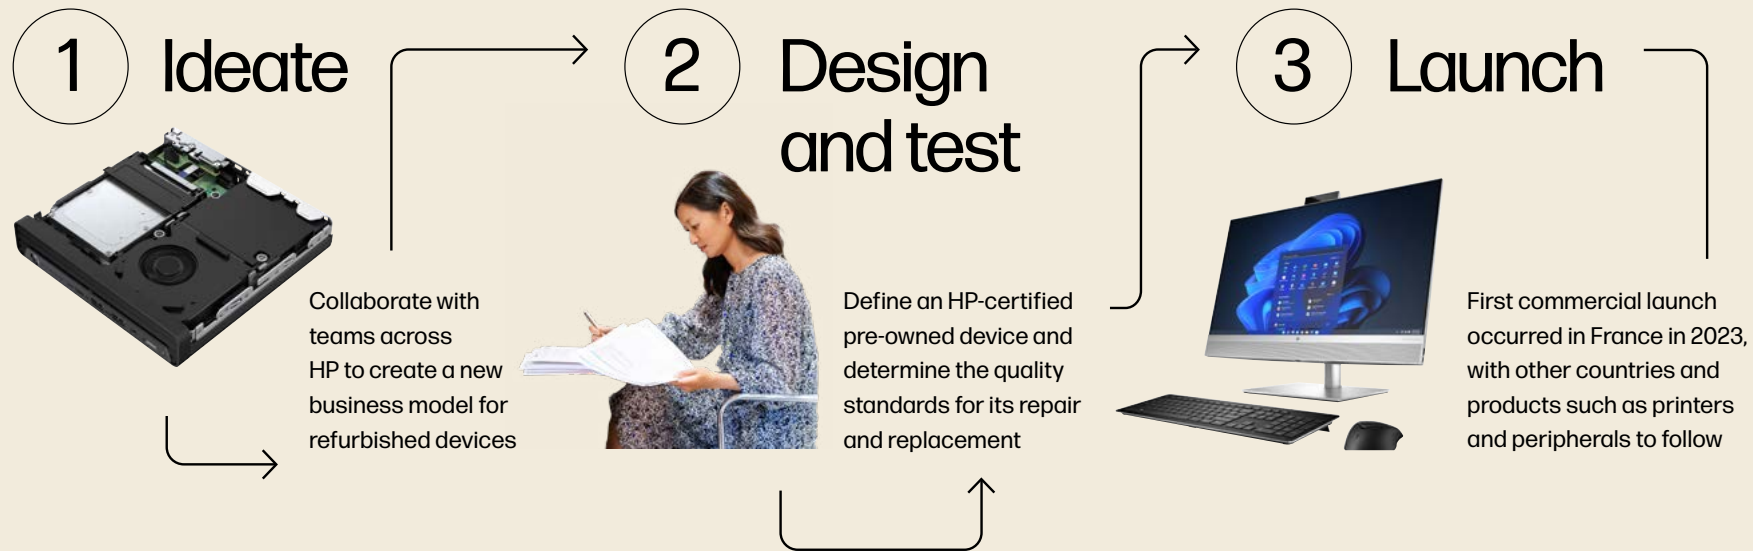 1 Ideate
Collaborate with
teams across
HP to create a new
business model for
refurbished devices
2 Design
and test
Define an HP-certified
pre-owned device and
determine the quality
standards for its repair
and replacement
3 Launch
First commercial launch
occurred in France in 2023,
with other countries and
products such as printers
and peripherals to follow